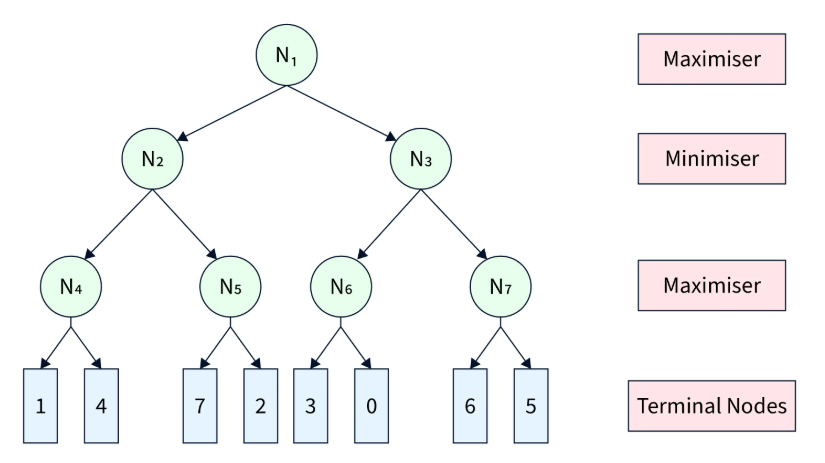 N₁
Maximiser
N₂
N₃
Minimiser
N₄
N₅
N₆
N₇
Maximiser
1
4
7
2
3
0
6
5
Terminal Nodes